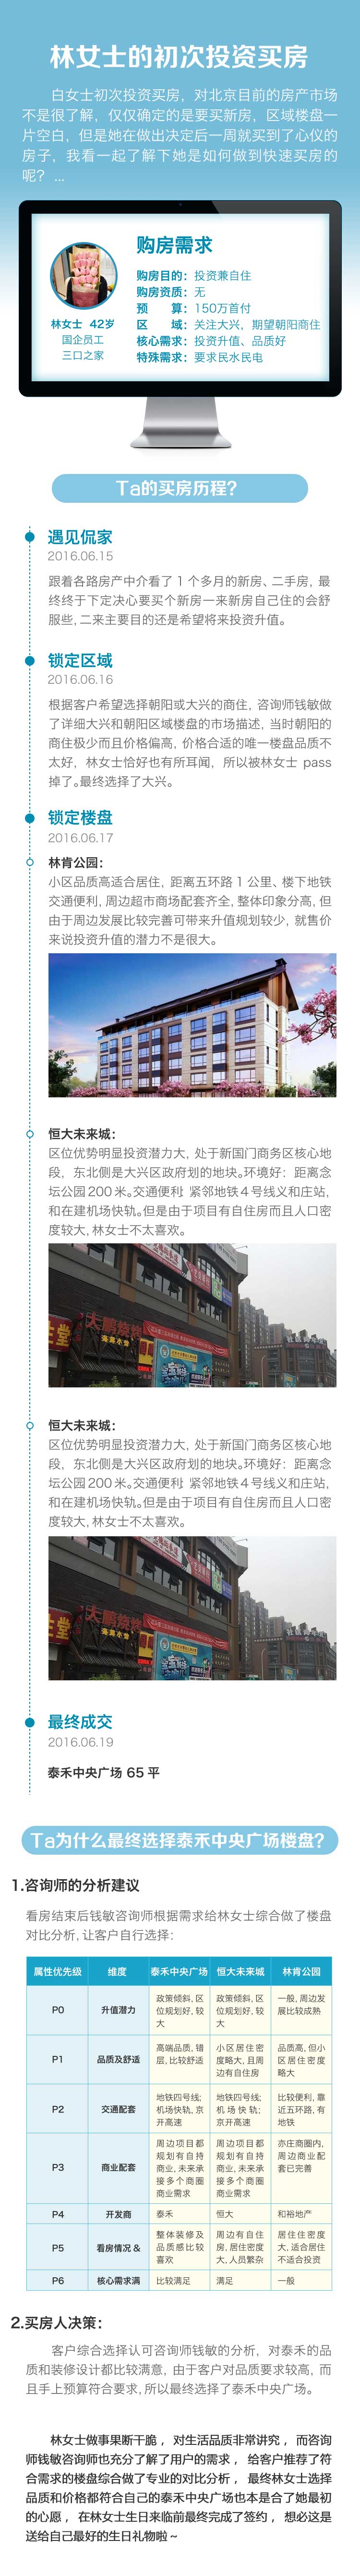 林女士的初次投资买房
白女士初次投资买房，对北京目前的房产市场
不是很了解，仅仅确定的是要买新房，区域楼盘一
片空白，但是她在做出决定后一周就买到了心仪的
房子，我看一起了解下她是如何做到快速买房的
呢？...
购房需求
购房目的：投资兼自住
购房资质：无
预 算：150万首付
区 域：关注大兴，期望朝阳商住
核心需求：投资升值、品质好
特殊需求：要求民水民电
林女士 42岁
国企员工
三口之家
Ta的买房历程？
遇见侃家
2016.06.15
跟着各路房产中介看了 1 个多月的新房、二手房，最
终终于下定决心要买个新房一来新房自己住的会舒
服些，二来主要目的还是希望将来投资升值。
锁定区域
2016.06.16
根据客户希望选择朝阳或大兴的商住，咨询师钱敏做
了详细大兴和朝阳区域楼盘的市场描述，当时朝阳的
商住极少而且价格偏高，价格合适的唯一楼盘品质不
太好，林女士恰好也有所耳闻，所以被林女士 pass
掉了。最终选择了大兴。
锁定楼盘
2016.06.17
林肯公园：
小区品质高适合居住，距离五环路 1 公里、楼下地铁
交通便利，周边超市商场配套齐全，整体印象分高，但
由于周边发展比较完善可带来升值规划较少，就售价
来说投资升值的潜力不是很大。
恒大未来城：
区位优势明显投资潜力大，处于新国门商务区核心地
段，东北侧是大兴区政府划的地块。环境好：距离念
坛公园 200 米。交通便利：紧邻地铁 4 号线义和庄站，
和在建机场快轨。但是由于项目有自住房而且人口密
度较大，林女士不太喜欢。
恒大未来城：
区位优势明显投资潜力大，处于新国门商务区核心地
段，东北侧是大兴区政府划的地块。环境好：距离念
坛公园 200 米。交通便利：紧邻地铁 4 号线义和庄站，
和在建机场快轨。但是由于项目有自住房而且人口密
度较大，林女士不太喜欢。
最终成交
2016.06.19
泰禾中央广场 65 平
Ta为什么最终选择泰禾中央广场楼盘？
1.咨询师的分析建议
看房结束后钱敏咨询师根据需求给林女士综合做了楼盘
对比分析，让客户自行选择：
属性优先级 维度 泰禾中央广场 恒大未来城 林肯公园
P0 升值潜力 政策倾斜，区位规划好，较大 政策倾斜，区位规划好，较大 一般，周边发展比较成熟
P1 品质及舒适 高端品质，错层，比较舒适 小区居住密度略大，且周边有自住房 品质高，但小区居住密度略大
P2 交通配套 地铁四号线；机场快轨，京开高速 地铁四号线；机场快轨；京开高速 比较便利，靠近五环路，有地铁
P3 商业配套 周边项目都规划有自持商业，未来承接多个商圈商业需求 周边项目都规划有自持商业，未来承接多个商圈商业需求 亦庄商圈内，周边商业配套已完善
P4 开发商 泰禾 恒大 和裕地产
P5 看房情况 & 整体装修及品质感比较喜欢 周边有自住房，居住密度大，人员繁杂 居住住密度大，适合居住不适合投资
P6 核心需求满 比较满足 满足 一般
2.买房人决策：
客户综合选择认可咨询师钱敏的分析，对泰禾的品
质和装修设计都比较满意，由于客户对品质要求较高，而
且手上预算符合要求，所以最终选择了泰禾中央广场。
林女士做事果断干脆，对生活品质非常讲究，而咨询
师钱敏咨询师也充分了解了用户的需求，给客户推荐了符
合需求的楼盘综合做了专业的对比分析，最终林女士选择
品质和价格都符合自己的泰禾中央广场也本是合了她最初
的心愿，在林女士生日来临前最终完成了签约，想必这是
送给自己最好的生日礼物啦～